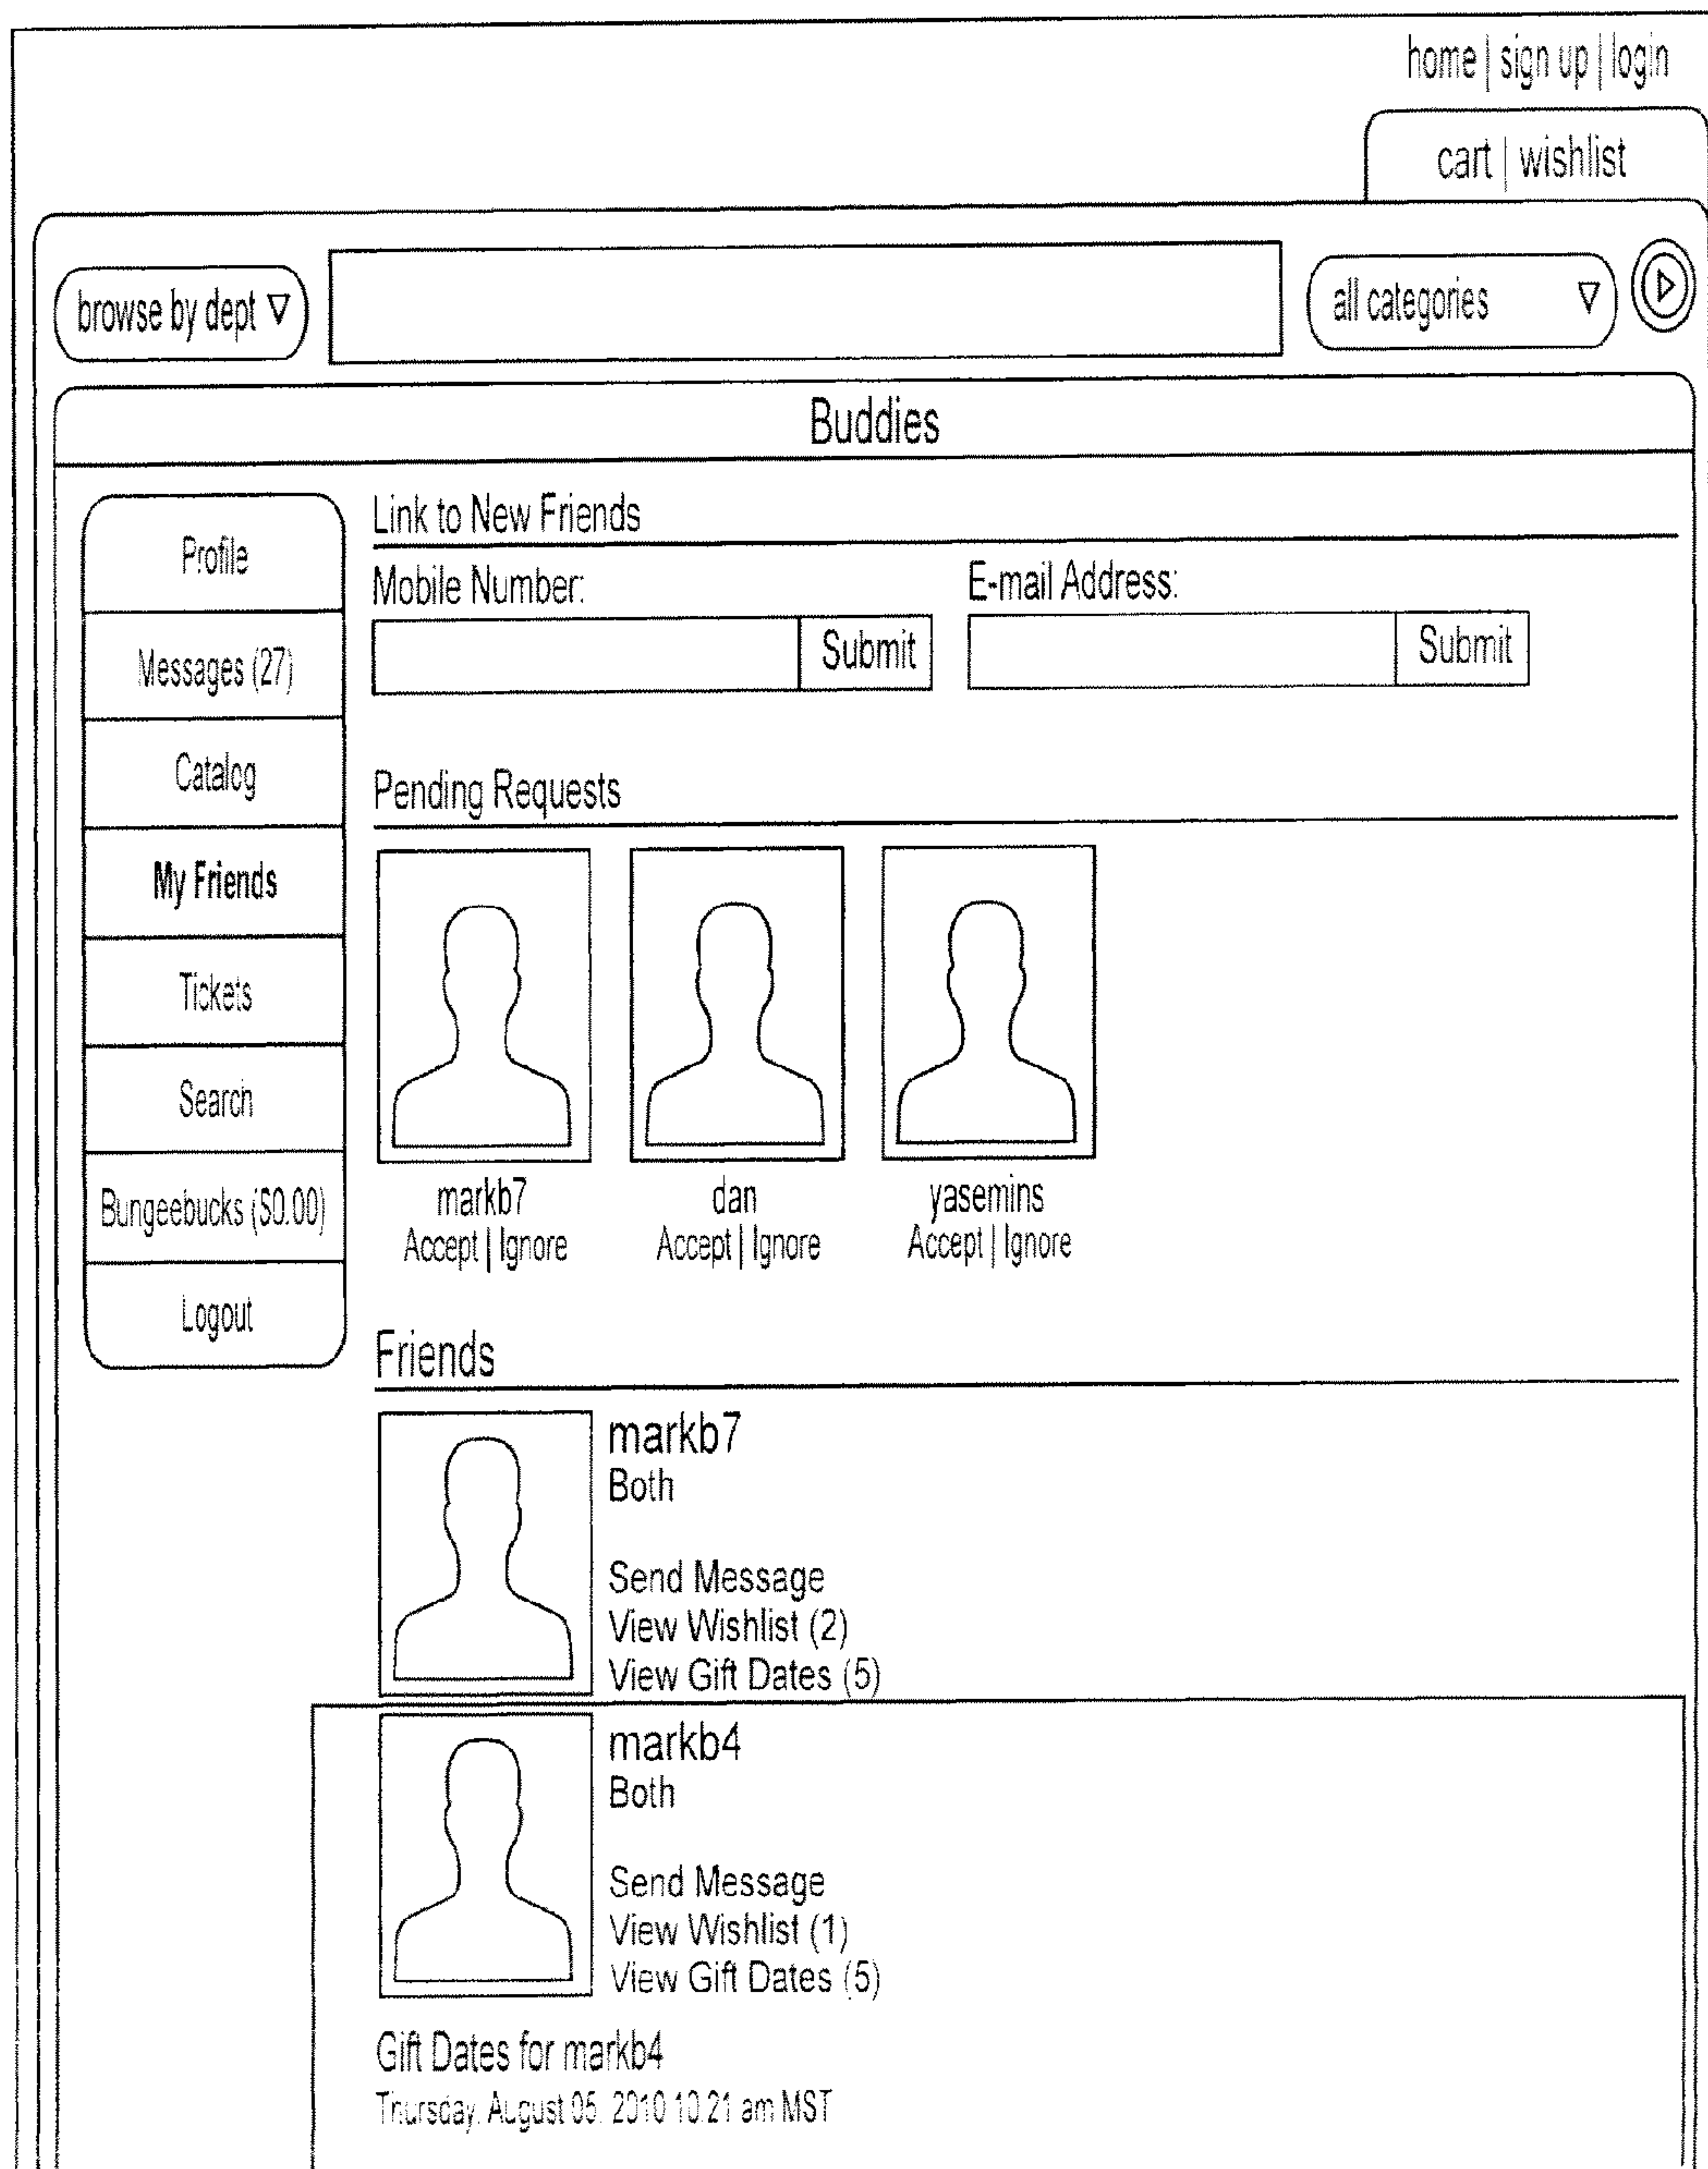 home | sign up | login
cart | wishlist
browse by dept
all categories
Buddies
Profile
Messages (27)
Catalog
My Friends
Tickets
Search
Bungeebucks ($0.00)
Logout
Link to New Friends
Mobile Number:
E-mail Address:
Submit
Submit
Pending Requests
markb7
Accept | Ignore
dan
Accept | Ignore
yasemins
Accept | Ignore
Friends
markb7
Both
Send Message
View Wishlist (2)
View Gift Dates (5)
markb4
Both
Send Message
View Wishlist (1)
View Gift Dates (5)
Gift Dates for markb4
Thursday, August 05, 2010 10:21 am MST